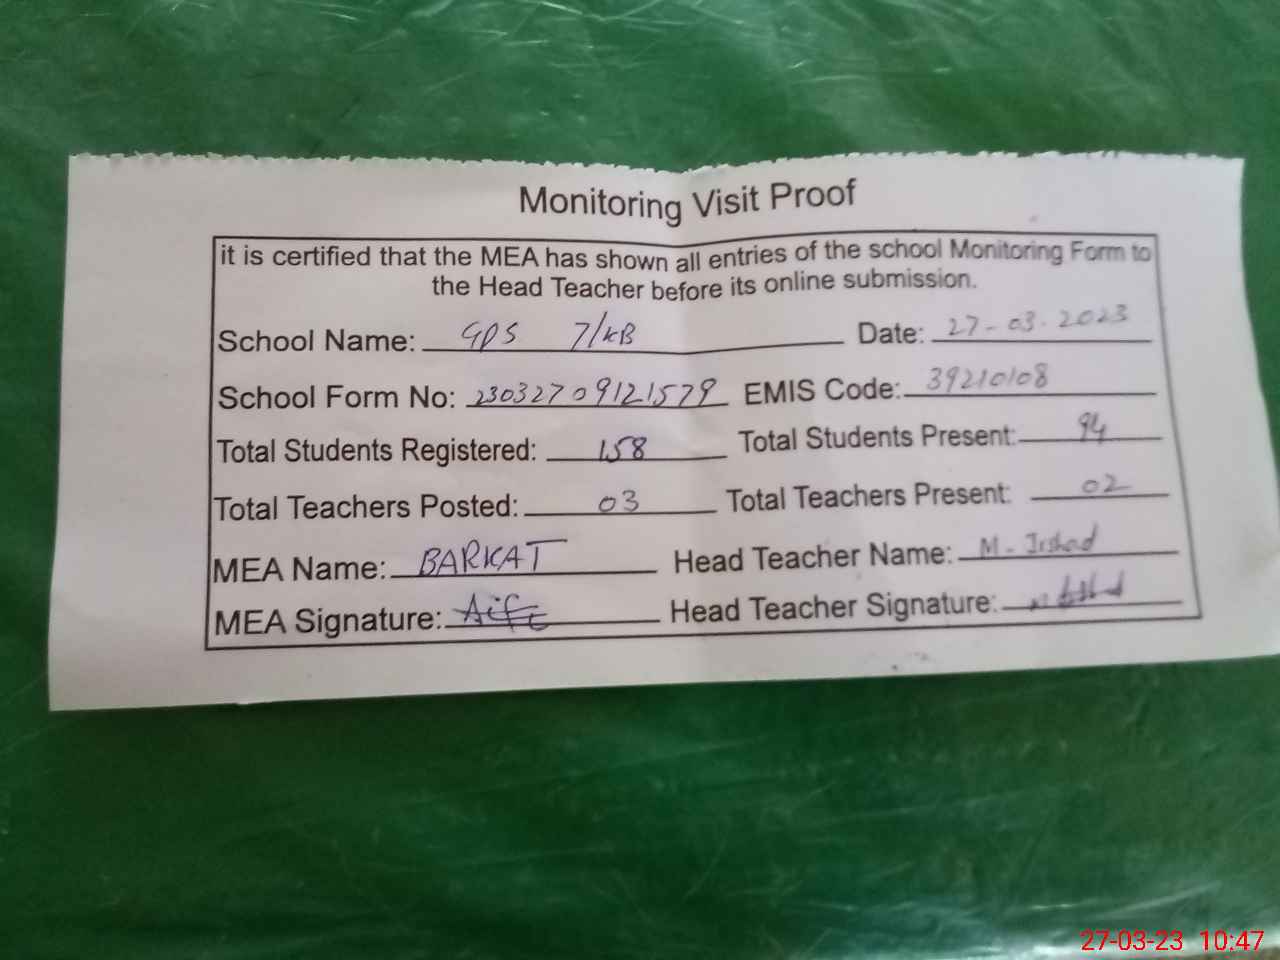 Monitoring Visit Proof
it is certified that the MEA has shown all entries of the school Monitoring Form to
the Head Teacher before its online submission.
School Name: GPS 7/KB Date: 27-03-2023
School Form No: 23032709121579 EMIS Code: 39210108
Total Students Registered: 158 Total Students Present: 94
Total Teachers Posted: 03 Total Teachers Present: 02
MEA Name: BARKAT Head Teacher Name: M. Irshad
MEA Signature: Head Teacher Signature:
27-03-23 10:47